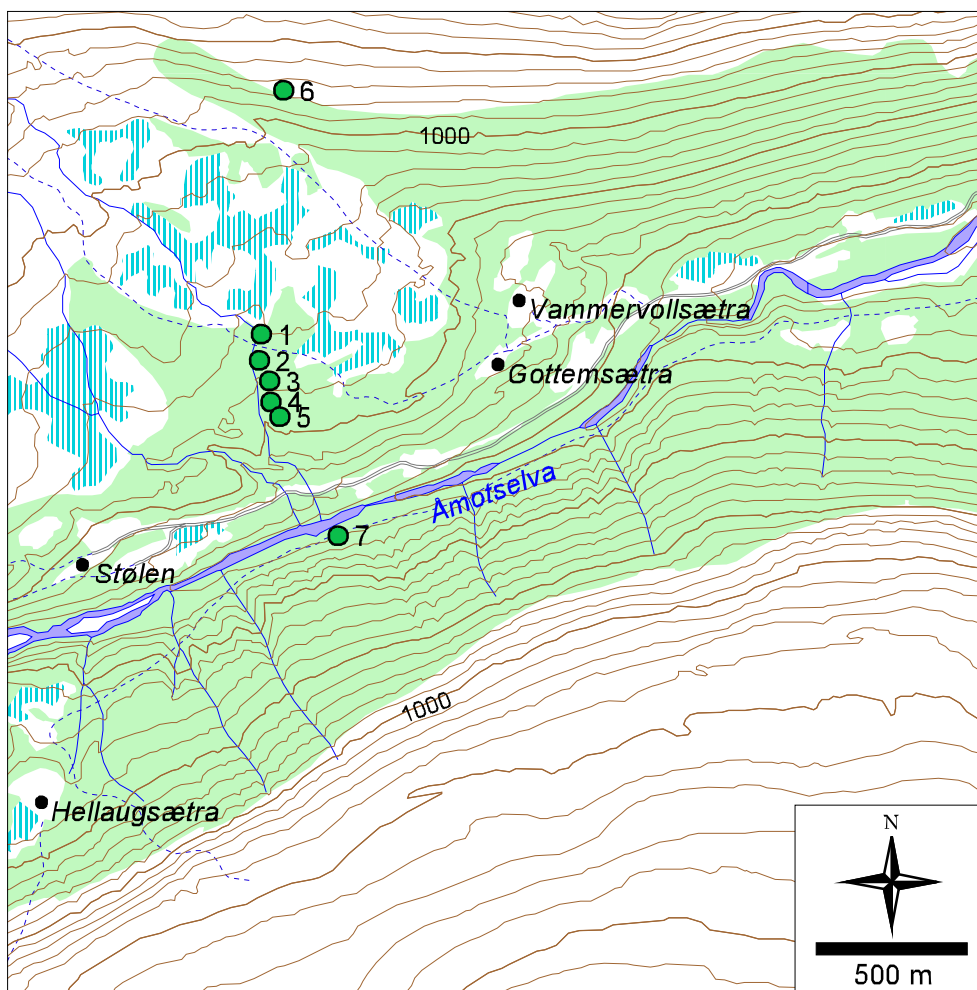 6
1000
1
2
3
4
5
Vammervollsætra
Gottemsætra
Åmotselva
7
Stølen
1000
Hellaugsætra
N
500 m